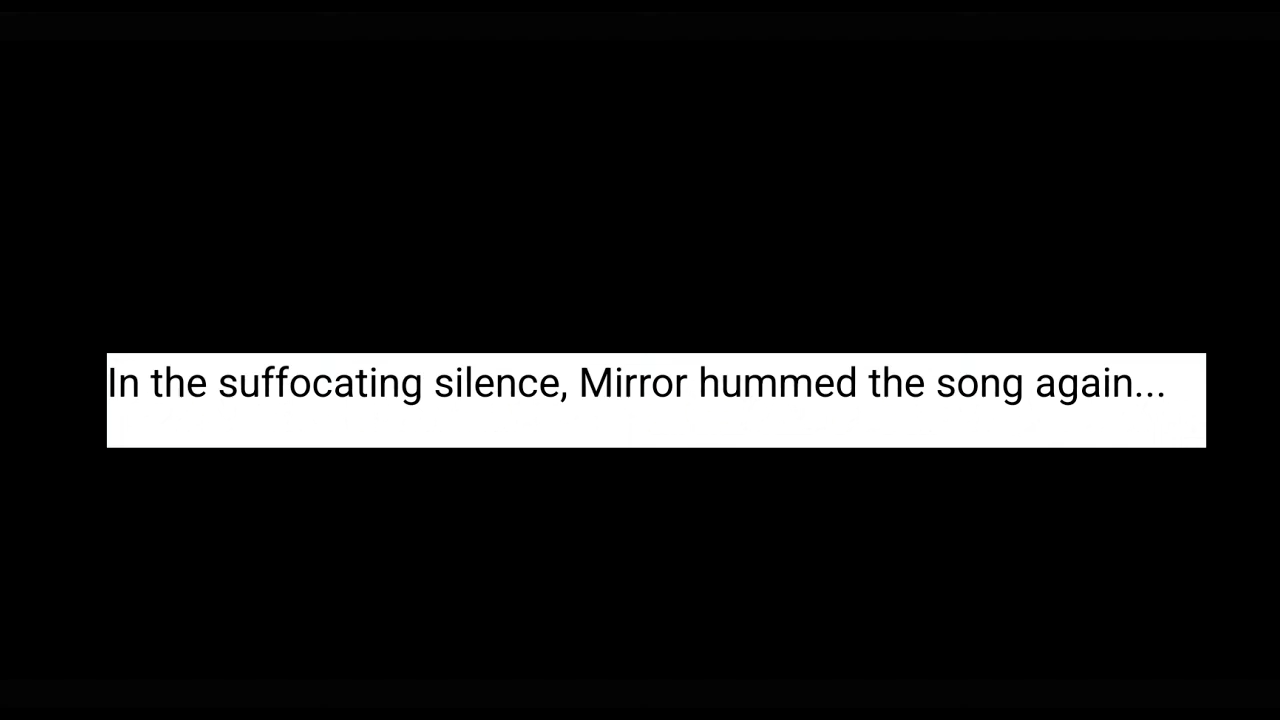 In the suffocating silence, Mirror hummed the song again...